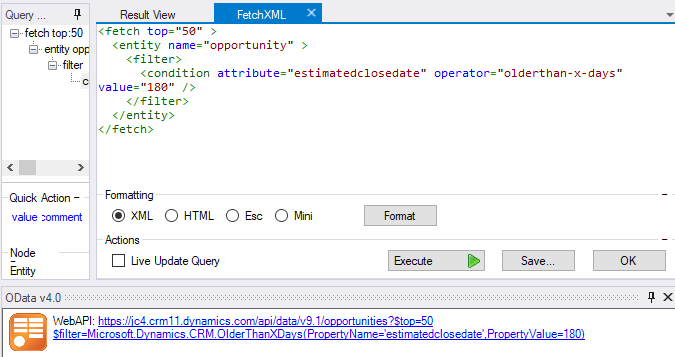 Query ...
Result View
FetchXML
fetch top:50
entity opp
filter
c
<fetch top="50" >
<entity name="opportunity" >
<filter>
<condition attribute="estimatedclosedate" operator="olderthan-x-days"
value="180" />
</filter>
</entity>
</fetch>
Quick Action
value comment
Node
Entity
Formatting
XML
HTML
Esc
Mini
Format
Actions
Live Update Query
Execute
Save...
OK
OData v4.0
WebAPI: https://jc4.crm11.dynamics.com/api/data/v9.1/opportunities?$top=50
$filter=Microsoft.Dynamics.CRM.OlderThanXDays(PropertyName='estimatedclosedate',PropertyValue=180)